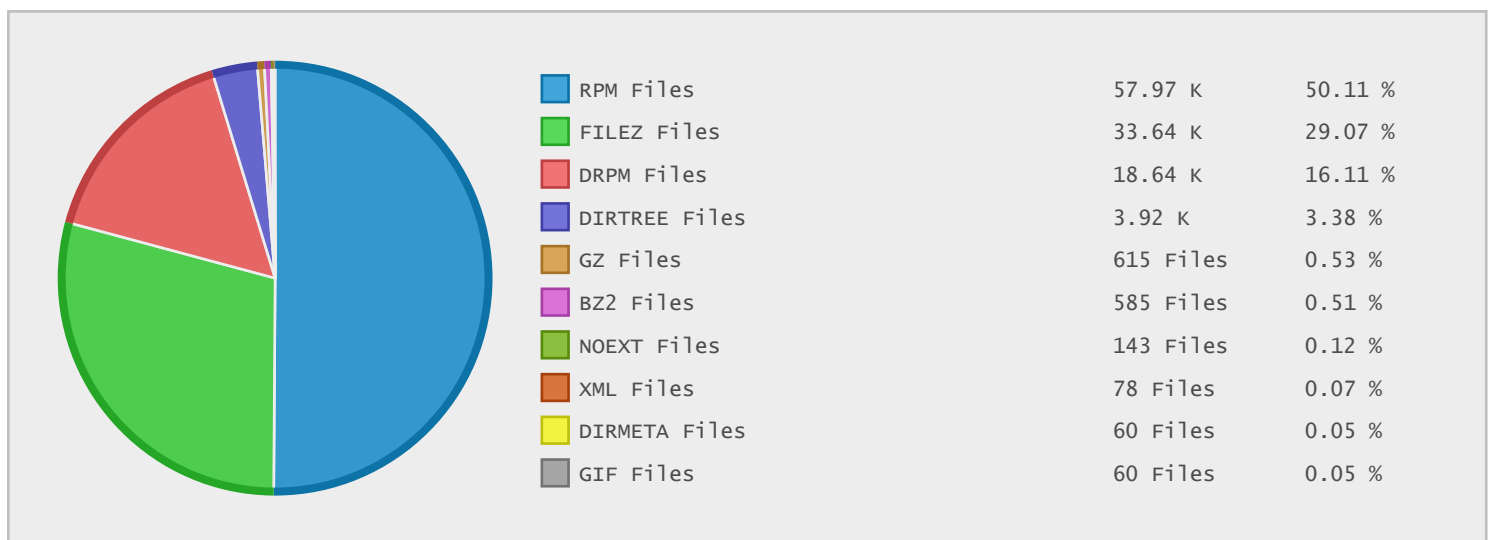 RPM Files 57.97 K 50.11 %
FILEZ Files 33.64 K 29.07 %
DRPM Files 18.64 K 16.11 %
DIRTREE Files 3.92 K 3.38 %
GZ Files 615 Files 0.53 %
BZ2 Files 585 Files 0.51 %
NOEXT Files 143 Files 0.12 %
XML Files 78 Files 0.07 %
DIRMETA Files 60 Files 0.05 %
GIF Files 60 Files 0.05 %